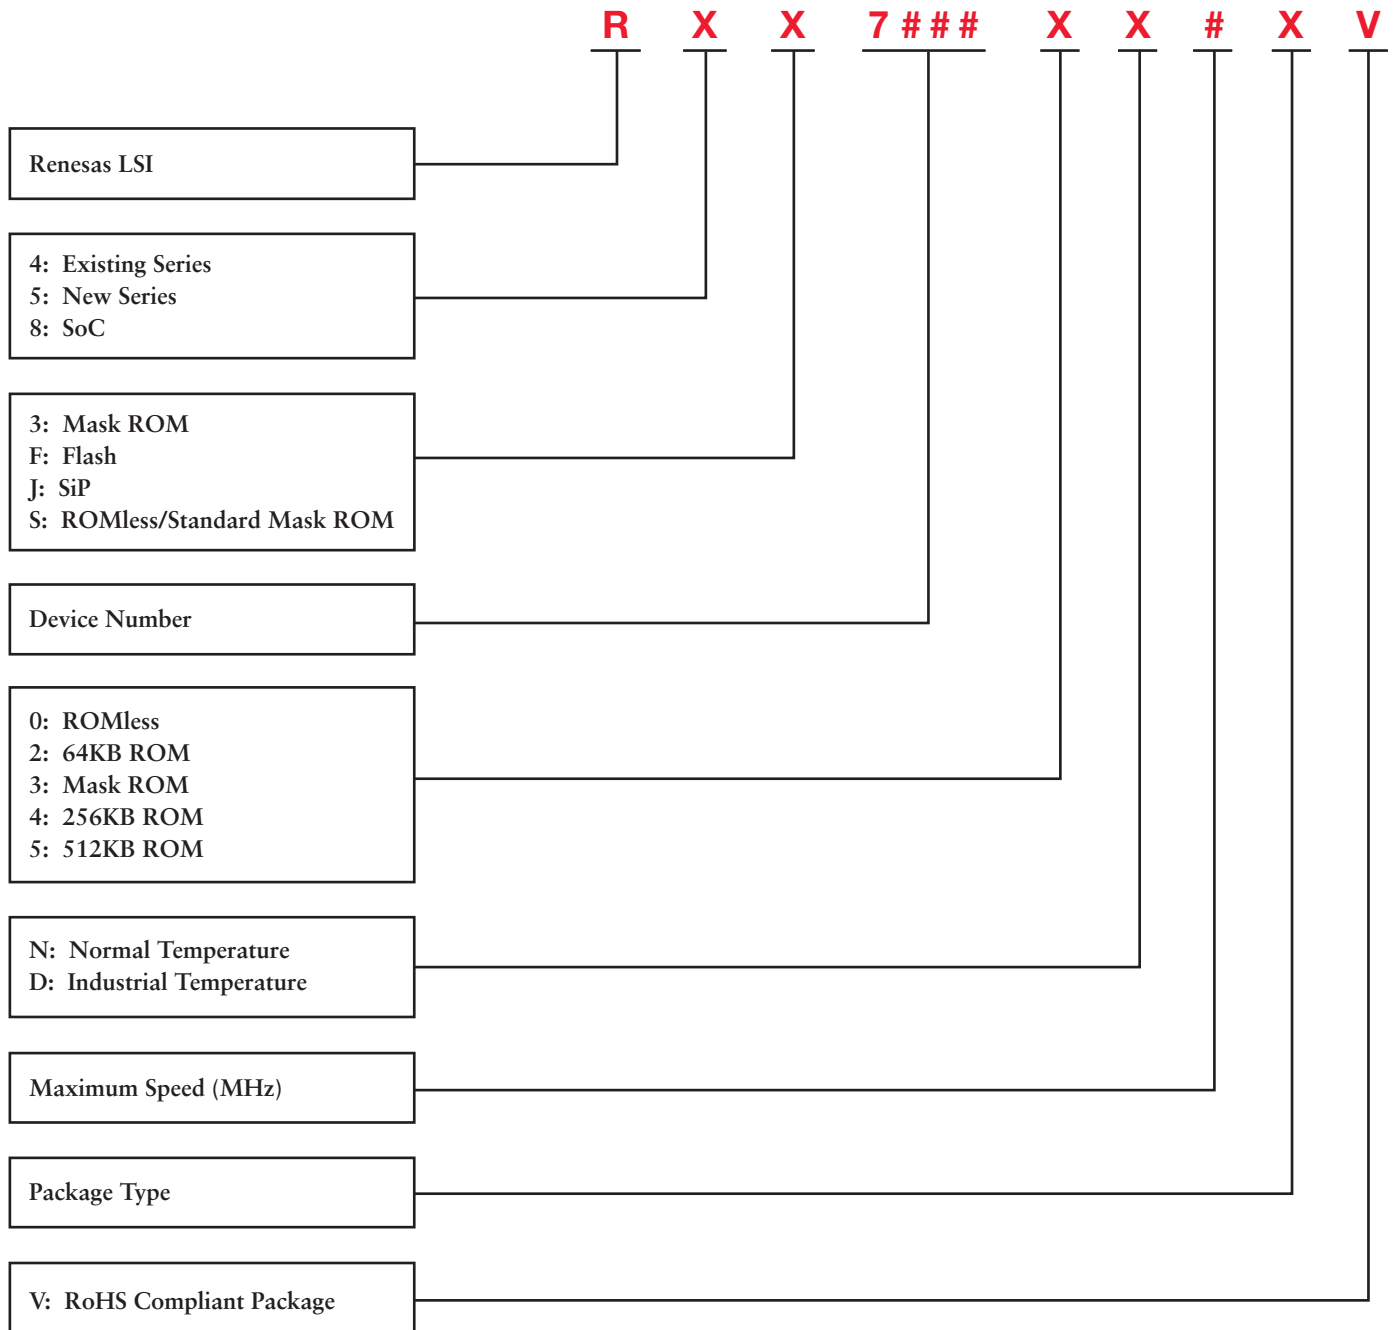 R X X 7 # # # X X # X V
Renesas LSI
4: Existing Series
5: New Series
8: SoC
3: Mask ROM
F: Flash
J: SiP
S: ROMless/Standard Mask ROM
Device Number
0: ROMless
2: 64KB ROM
3: Mask ROM
4: 256KB ROM
5: 512KB ROM
N: Normal Temperature
D: Industrial Temperature
Maximum Speed (MHz)
Package Type
V: RoHS Compliant Package